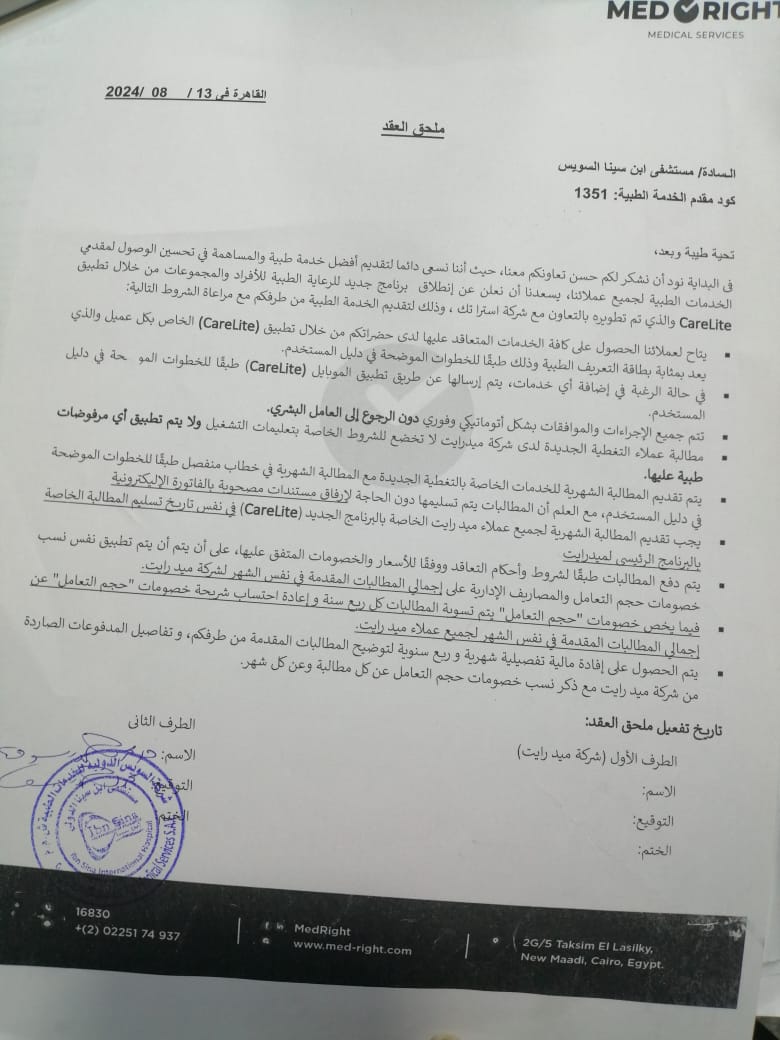 MED RIGHT
MEDICAL SERVICES
القاهرة فى 13 / 08 /2024
ملحق العقد
السادة/ مستشفى ابن سينا السويس
كود مقدم الخدمة الطبية: 1351
تحية طيبة وبعد،
فى البداية نود أن نشكر لكم حسن تعاونكم معنا، حيث أننا نسعى دائما لتقديم أفضل خدمة طبية والمساهمة في تحسين الوصول لمقدمي
الخدمات الطبية لجميع عملائنا، يسعدنا أن نعلن عن إنطلاق برنامج جديد للرعاية الطبية للأفراد والمجموعات من خلال تطبيق
CareLite والذي تم تطويره بالتعاون مع شركة استرا تك ، وذلك لتقديم الخدمة الطبية من طرفكم مع مراعاة الشروط التالية:
▪ يتاح لعملائنا الحصول على كافة الخدمات المتعاقد عليها لدى حضراتكم من خلال تطبيق (CareLite) الخاص بكل عميل والذي
يعد بمثابة بطاقة التعريف الطبية وذلك طبقًا للخطوات الموضحة في دليل المستخدم.
▪ في حالة الرغبة في إضافة أي خدمات، يتم إرسالها عن طريق تطبيق الموبايل (CareLite) طبقًا للخطوات في دليل
المستخدم.
▪ تتم جميع الإجراءات والموافقات بشكل أتوماتيكي وفوري دون الرجوع إلى العامل البشري.
▪ مطالبة عملاء التغطية الجديدة لدى شركة ميدرايت لا تخضع للشروط الخاصة بتعليمات التشغيل ولا يتم تطبيق أي مرفوضات
طبية عليها.
▪ يتم تقديم المطالبة الشهرية للخدمات الخاصة بالتغطية الجديدة مع المطالبة الشهرية في خطاب منفصل طبقًا للخطوات الموضحة
في دليل المستخدم، مع العلم أن المطالبات يتم تسليمها دون الحاجة لإرفاق مستندات مصحوبة بالفاتورة الإليكترونية
▪ يجب تقديم المطالبة الشهرية لجميع عملاء ميد رايت الخاصة بالبرنامج الجديد (CareLite) في نفس تاريخ تسليم المطالبة الخاصة
بالبرنامج الرئيسى لميدرايت
▪ يتم دفع المطالبات طبقًا لشروط وأحكام التعاقد ووفقًا للأسعار والخصومات المتفق عليها، على أن يتم أن يتم تطبيق نفس نسب
خصومات حجم التعامل والمصاريف الإدارية على إجمالي المطالبات المقدمة في نفس الشهر لشركة ميد رايت.
▪ فيما يخص خصومات "حجم التعامل" يتم تسوية المطالبات كل ربع سنة و إعادة احتساب شريحة خصومات "حجم التعامل" عن
إجمالي المطالبات المقدمة في نفس الشهر لجميع عملاء ميد رايت.
▪ يتم الحصول على إفادة مالية تفصيلية شهرية و ربع سنوية لتوضيح المطالبات المقدمة من طرفكم، و تفاصيل المدفوعات الصاردة
من شركة ميد رايت مع ذكر نسب خصومات حجم التعامل عن كل مطالبة وعن كل شهر.
تاريخ تفعيل ملحق العقد:
الطرف الأول (شركة ميد رايت)
الاسم:
التوقيع:
الختم:
الطرف الثانى
الاسم:
التوقيع:
الختم:
مستشفى ابن سينا الدولى
Ibn Sina
Ibn Sina International Hospital
Medical Services S.A.E
16830
+(2) 02251 74 937
MedRight
www.med-right.com
2G/5 Taksim El Lasilky,
New Maadi, Cairo, Egypt.